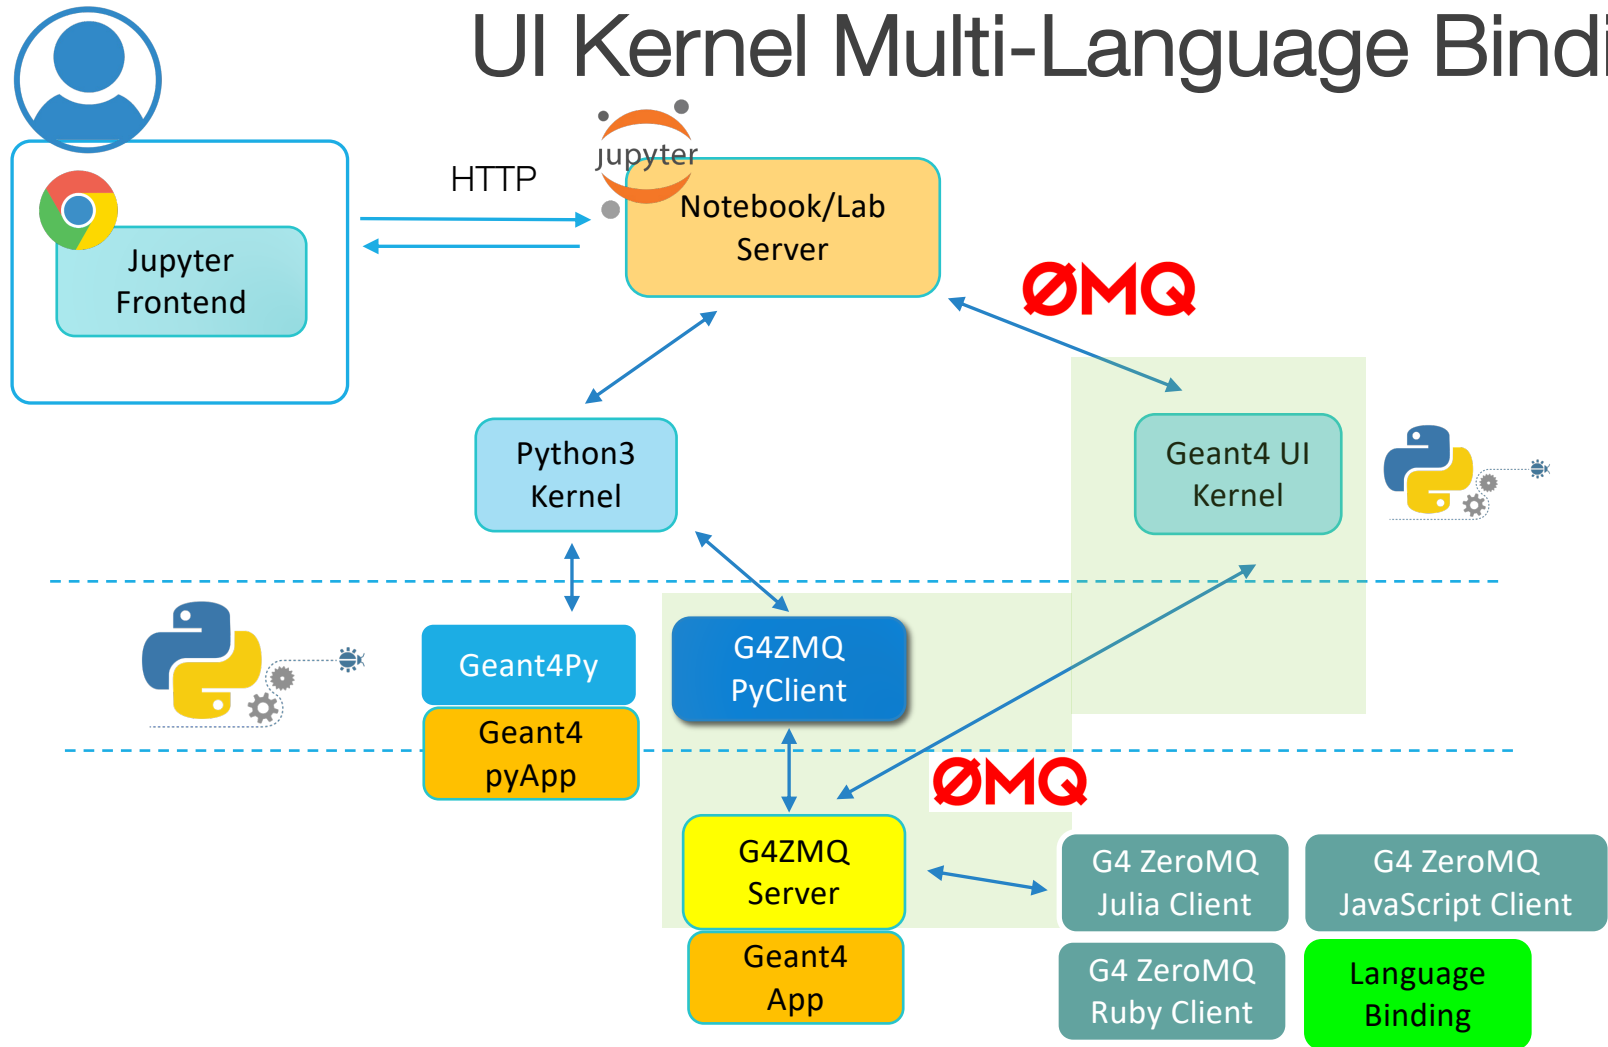 UI Kernel Multi-Language Bindi
jupyter
HTTP
Notebook/Lab
Server
Jupyter
Frontend
ØMQ
Python3
Kernel
Geant4 UI
Kernel
Geant4Py
G4ZMQ
PyClient
Geant4
pyApp
ØMQ
G4ZMQ
Server
G4 ZeroMQ
Julia Client
G4 ZeroMQ
JavaScript Client
Geant4
App
G4 ZeroMQ
Ruby Client
Language
Binding